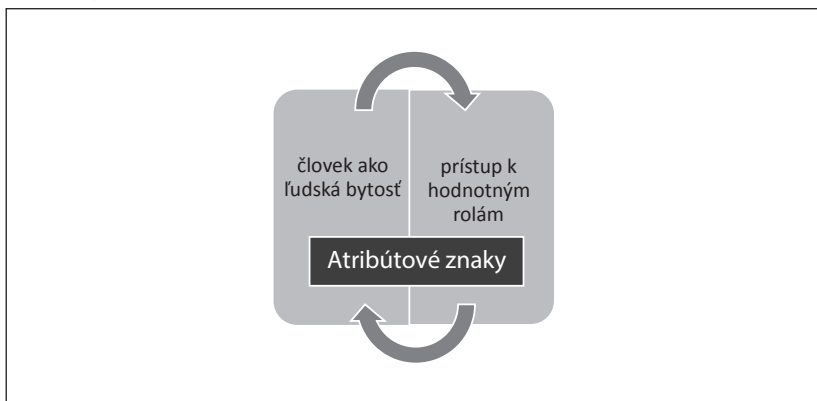 človek ako
ľudská bytosť
prístup k
hodnotným
rolám
Atribútové znaky